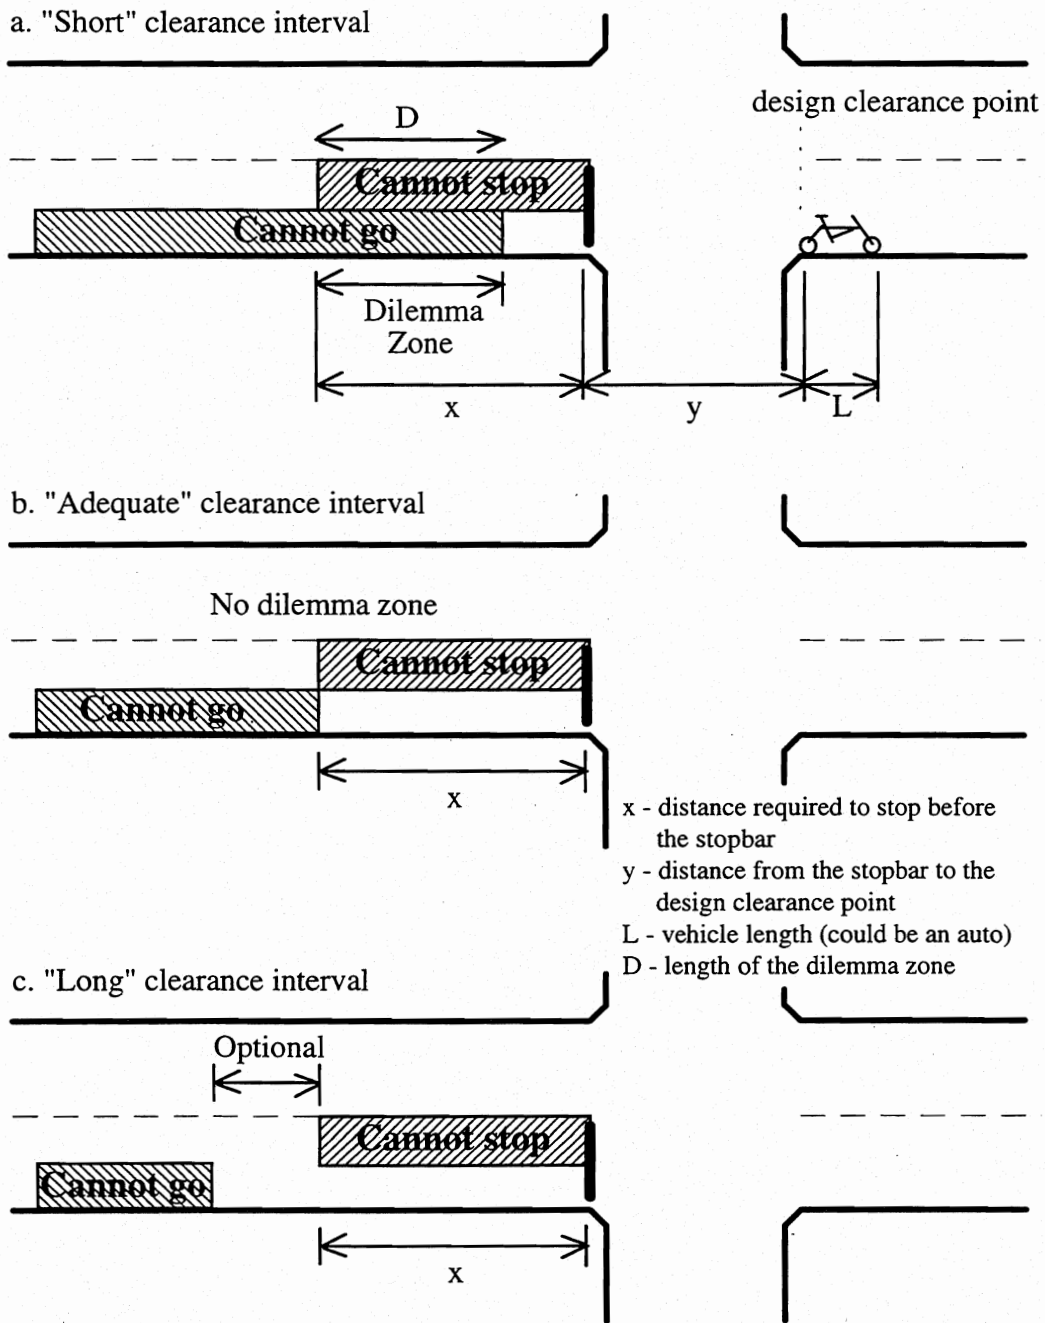 a. "Short" clearance interval
design clearance point
D
Cannot stop
Cannot go
Dilemma
Zone
x
y
L
b. "Adequate" clearance interval
No dilemma zone
Cannot stop
Cannot go
x
x - distance required to stop before
the stopbar
y - distance from the stopbar to the
design clearance point
L - vehicle length (could be an auto)
D - length of the dilemma zone
c. "Long" clearance interval
Optional
Cannot stop
Cannot go
x